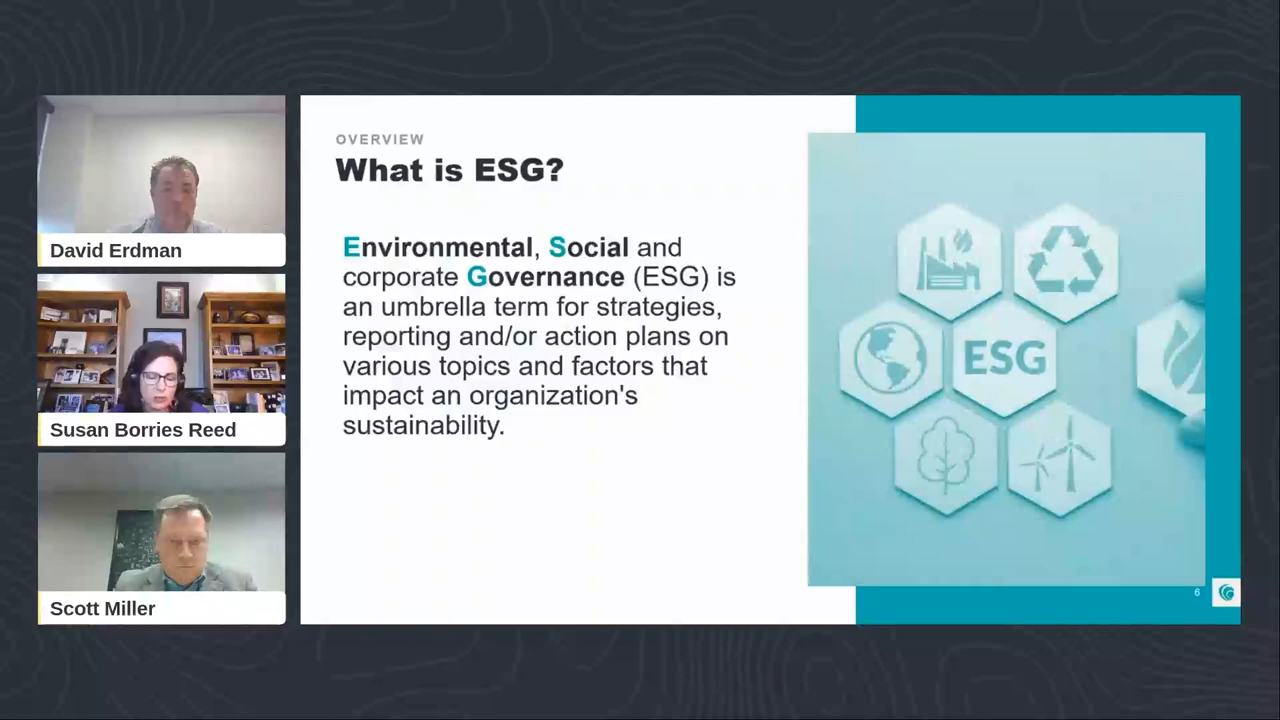 David Erdman
Susan Borries Reed
Scott Miller
OVERVIEW
What is ESG?
Environmental, Social and
corporate Governance (ESG) is
an umbrella term for strategies,
reporting and/or action plans on
various topics and factors that
impact an organization's
sustainability.
ESG
6